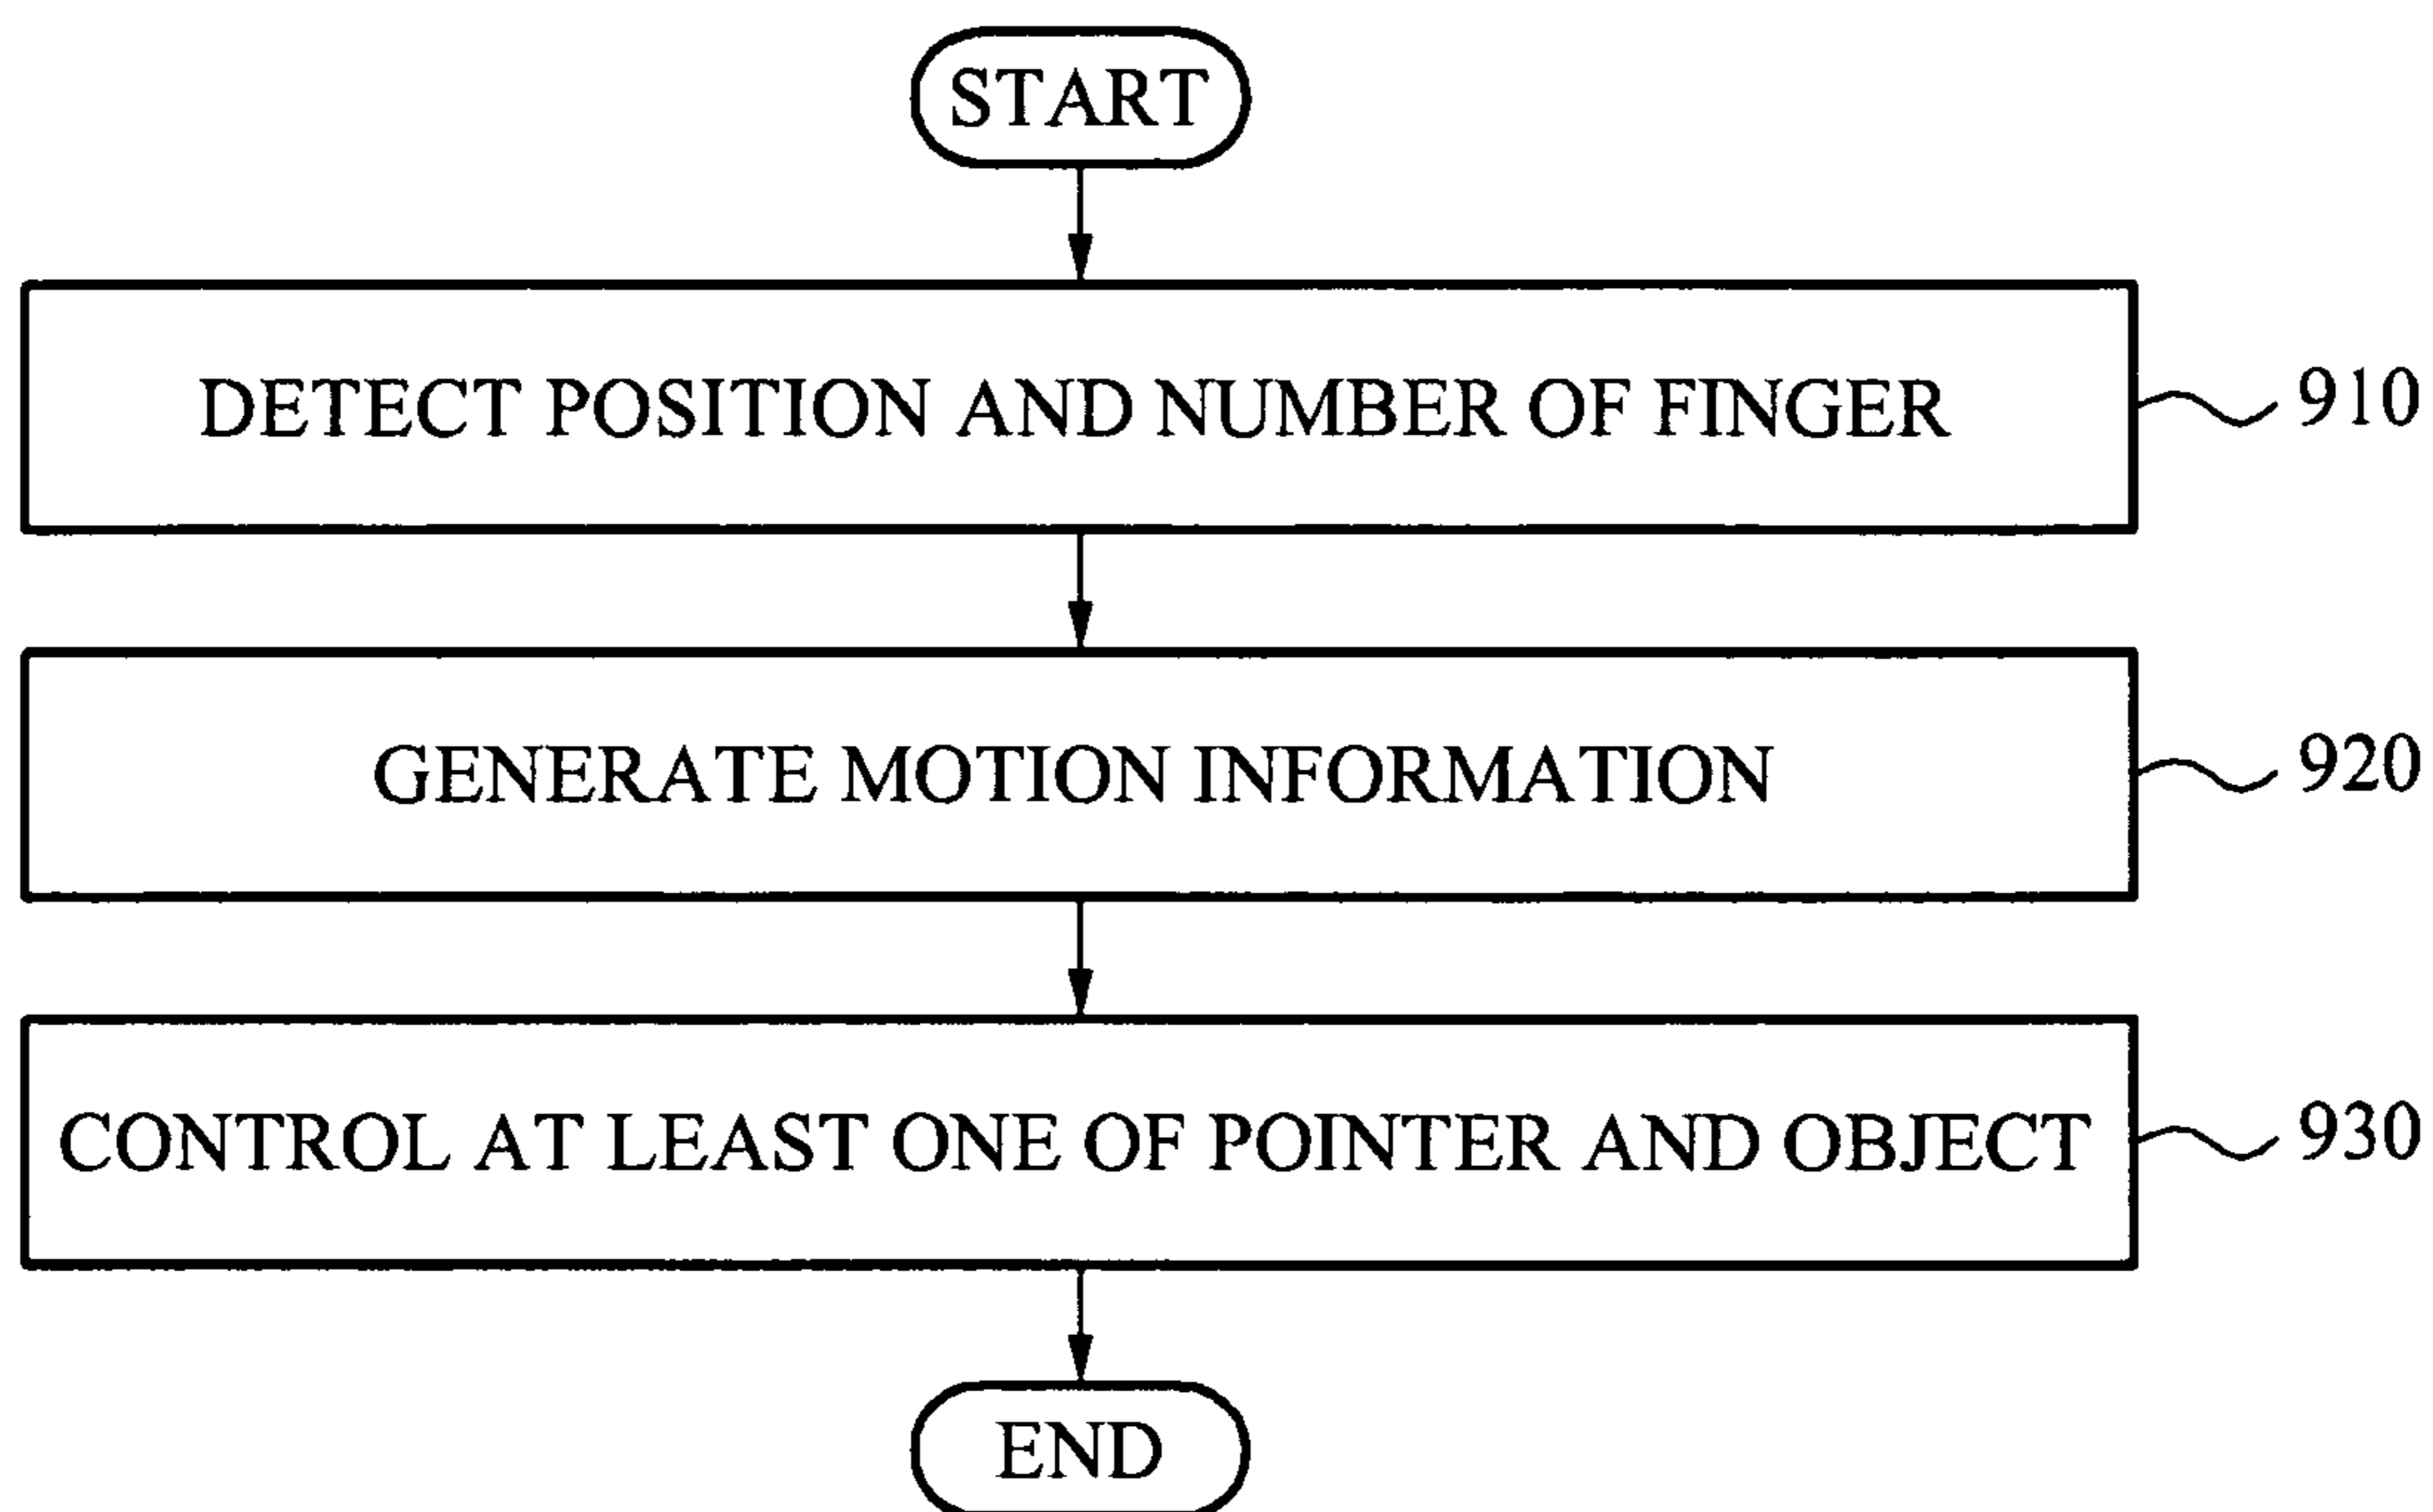 START
DETECT POSITION AND NUMBER OF FINGER
910
GENERATE MOTION INFORMATION
920
CONTROL AT LEAST ONE OF POINTER AND OBJECT
930
END